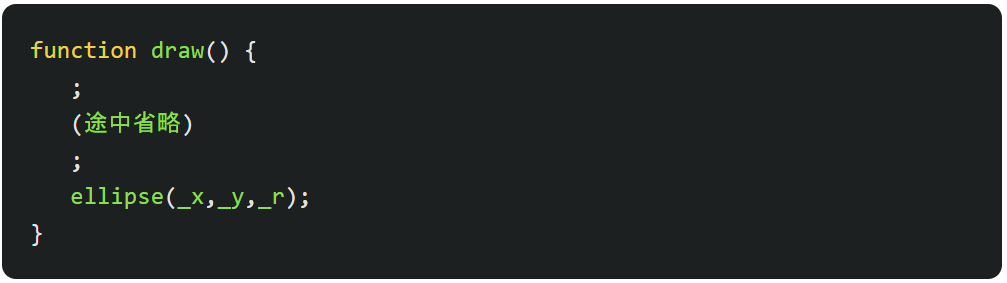 function draw() {
;
(途中省略)
;
ellipse(_x,_y,_r);
}